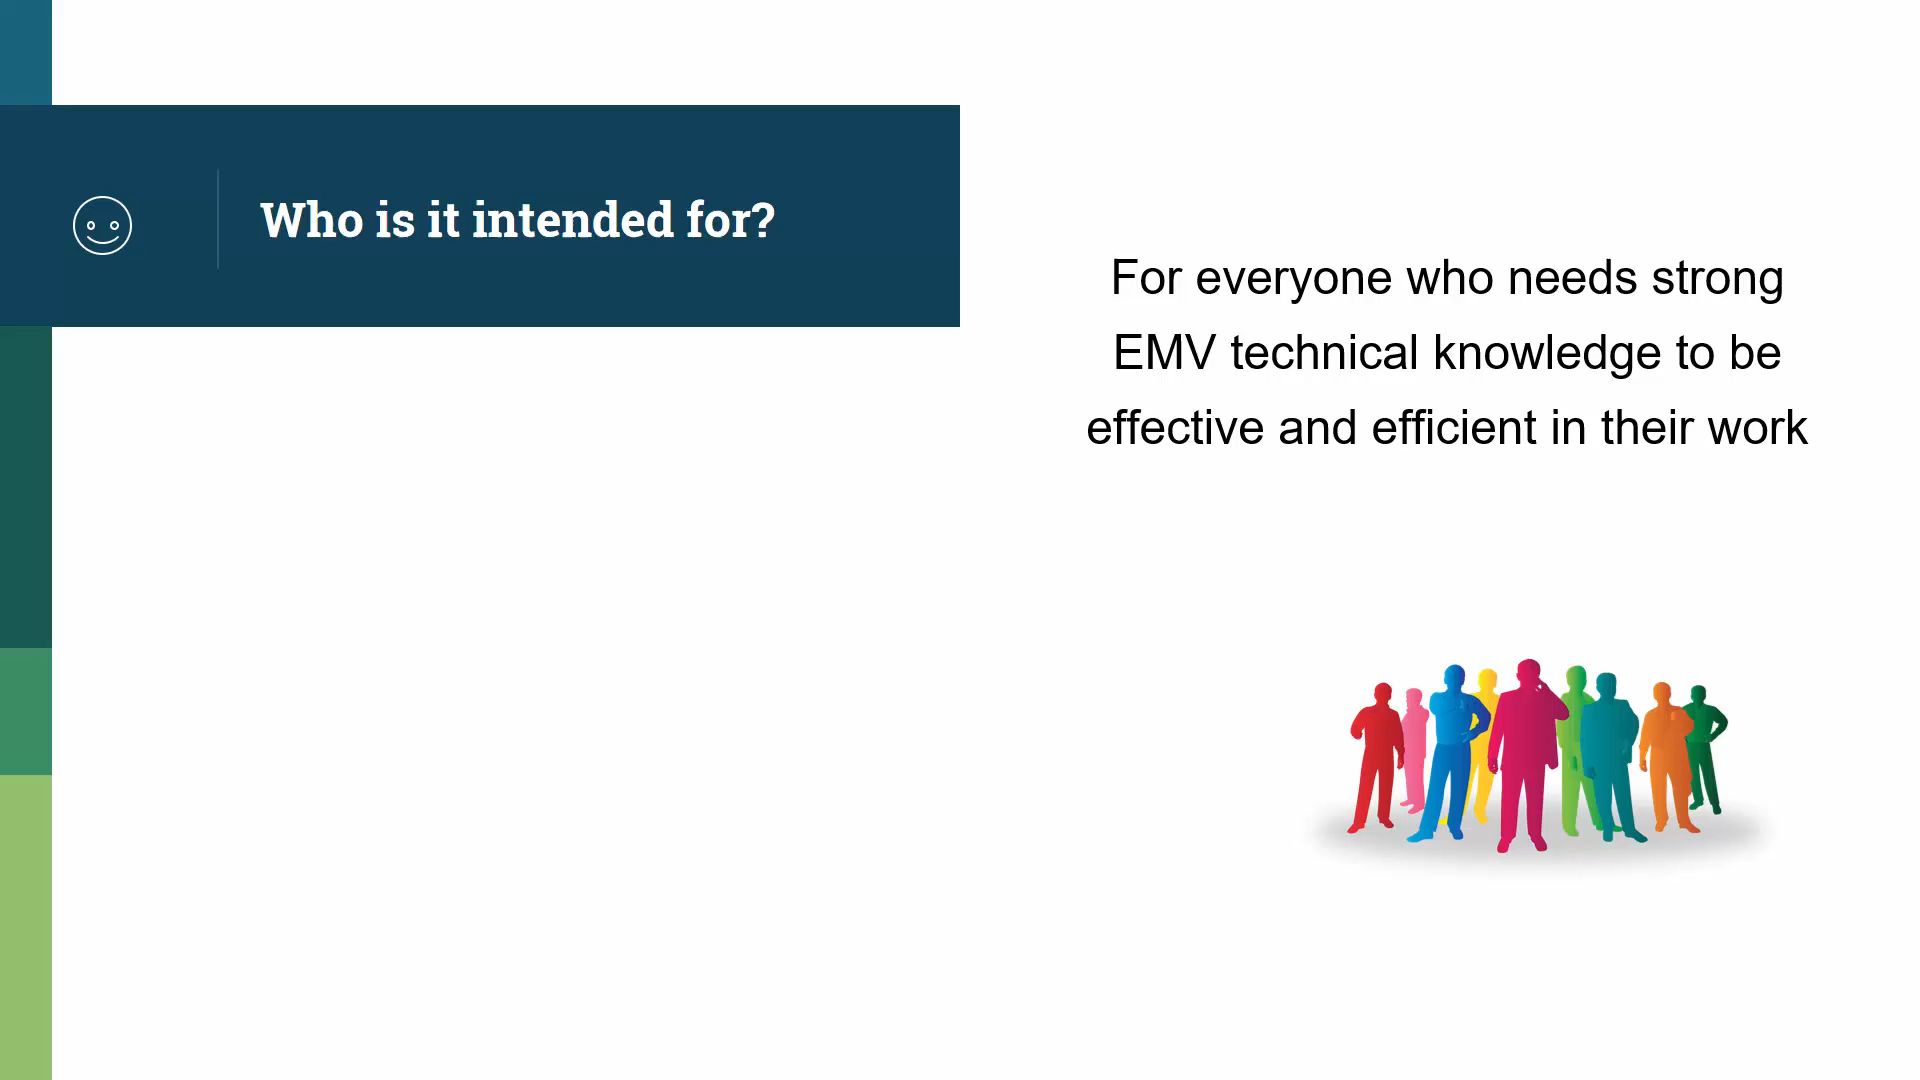 Who is it intended for?
For everyone who needs strong
EMV technical knowledge to be
effective and efficient in their work